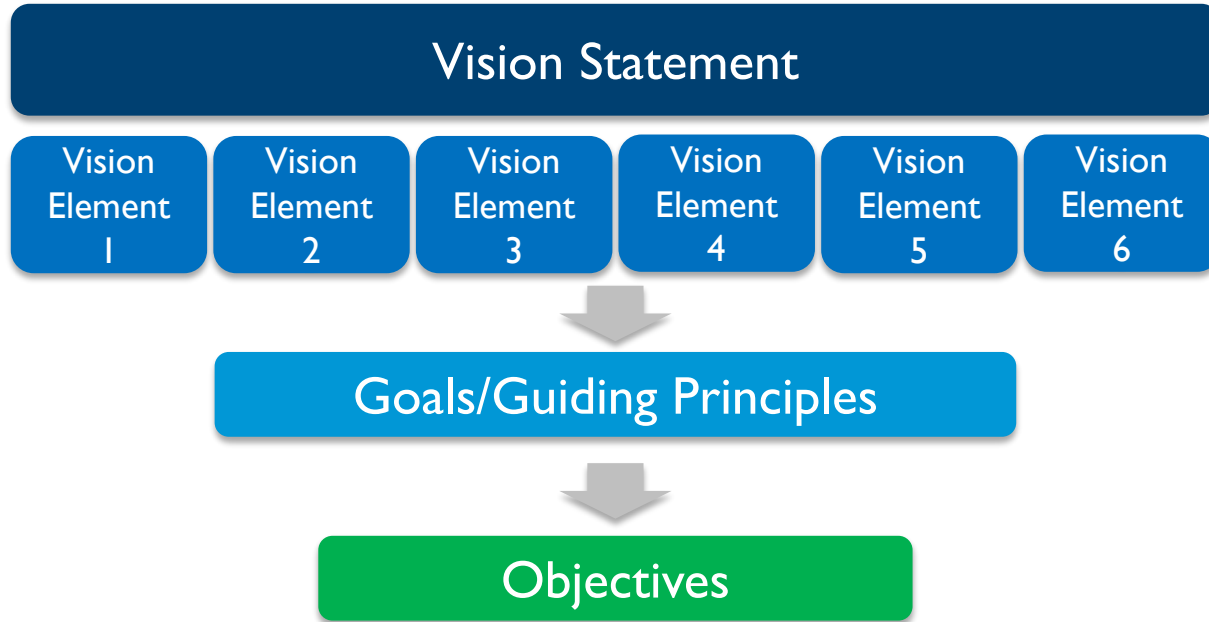 Vision Statement
Vision
Element
1
Vision
Element
2
Vision
Element
3
Vision
Element
4
Vision
Element
5
Vision
Element
6
Goals/Guiding Principles
Objectives